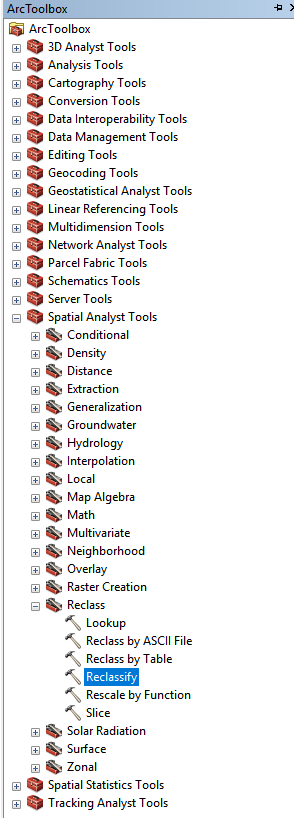 ArcToolbox
ArcToolbox
3D Analyst Tools
Analysis Tools
Cartography Tools
Conversion Tools
Data Interoperability Tools
Data Management Tools
Editing Tools
Geocoding Tools
Geostatistical Analyst Tools
Linear Referencing Tools
Multidimension Tools
Network Analyst Tools
Parcel Fabric Tools
Schematics Tools
Server Tools
Spatial Analyst Tools
Conditional
Density
Distance
Extraction
Generalization
Groundwater
Hydrology
Interpolation
Local
Map Algebra
Math
Multivariate
Neighborhood
Overlay
Raster Creation
Reclass
Lookup
Reclass by ASCII File
Reclass by Table
Reclassify
Rescale by Function
Slice
Solar Radiation
Surface
Zonal
Spatial Statistics Tools
Tracking Analyst Tools